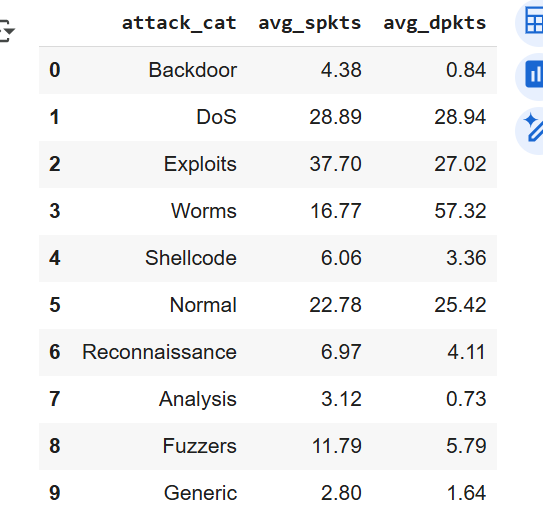 attack_cat avg_spkts avg_dpkts
0 Backdoor 4.38 0.84
1 DoS 28.89 28.94
2 Exploits 37.70 27.02
3 Worms 16.77 57.32
4 Shellcode 6.06 3.36
5 Normal 22.78 25.42
6 Reconnaissance 6.97 4.11
7 Analysis 3.12 0.73
8 Fuzzers 11.79 5.79
9 Generic 2.80 1.64